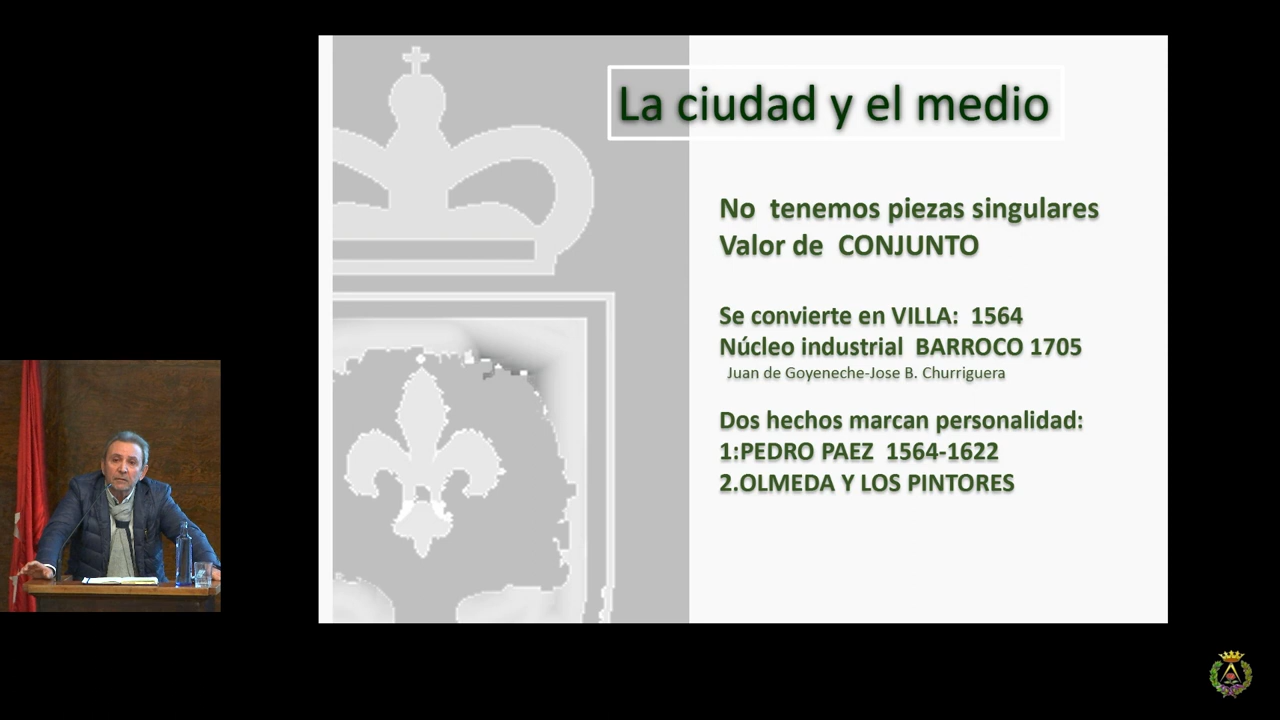 La ciudad y el medio
No tenemos piezas singulares
Valor de CONJUNTO
Se convierte en VILLA: 1564
Núcleo industrial BARROCO 1705
Juan de Goyeneche-Jose B. Churriguera
Dos hechos marcan personalidad:
1:PEDRO PAEZ 1564-1622
2.OLMEDA Y LOS PINTORES